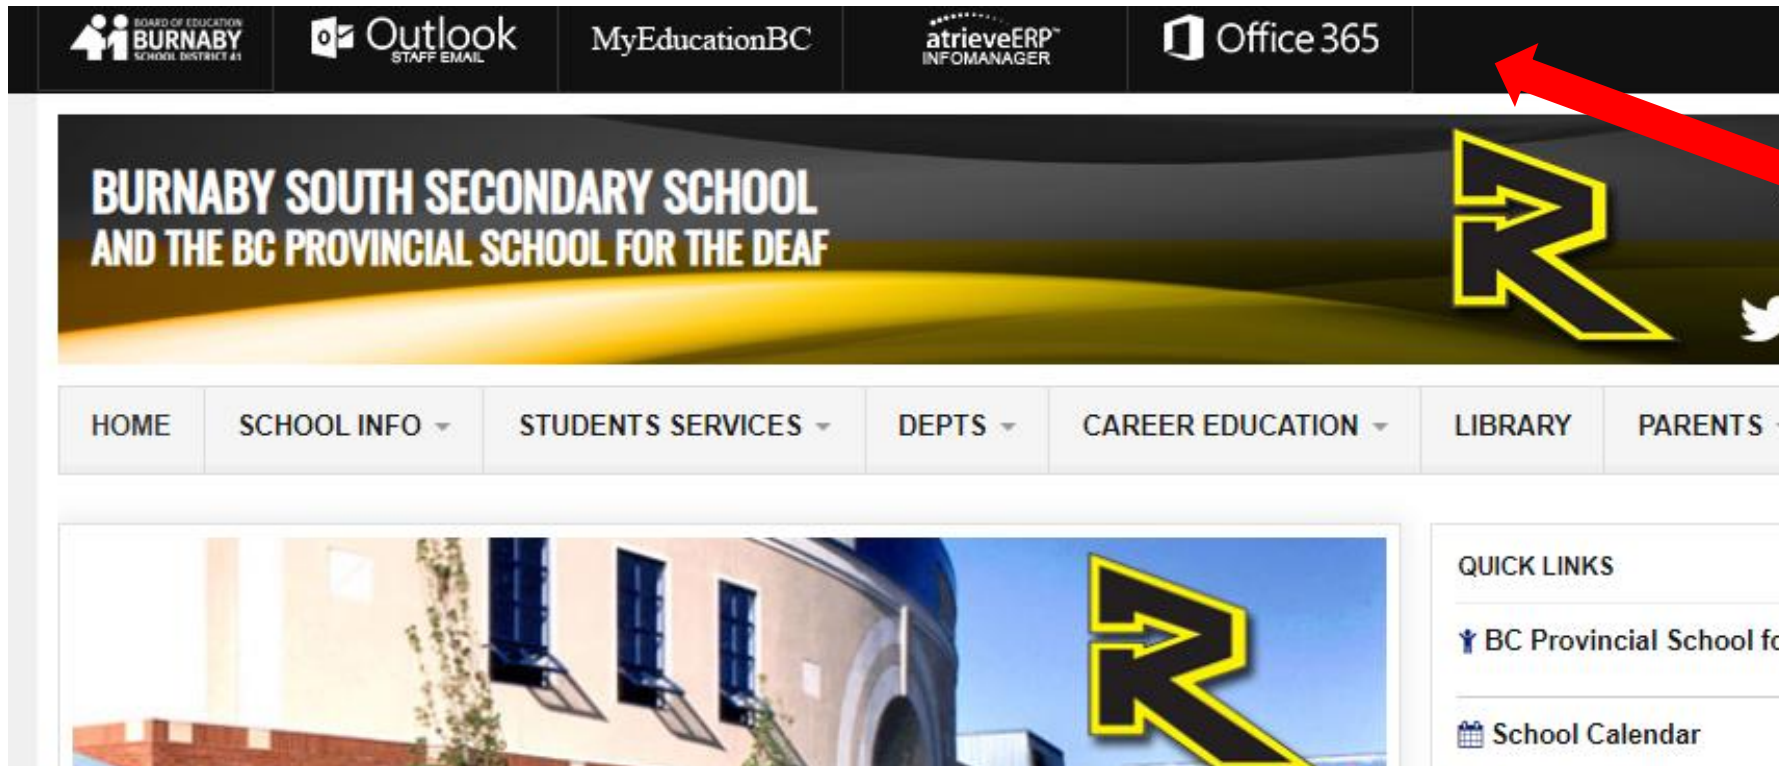 BOARD OF EDUCATION
BURNABY
SCHOOL DISTRICT 41
Outlook
STAFF EMAIL
MyEducationBC
atrieveERP™
INFOMANAGER
Office 365
BURNABY SOUTH SECONDARY SCHOOL
AND THE BC PROVINCIAL SCHOOL FOR THE DEAF
R
HOME SCHOOL INFO STUDENTS SERVICES DEPTS CAREER EDUCATION LIBRARY PARENTS
R
QUICK LINKS
BC Provincial School fo
School Calendar